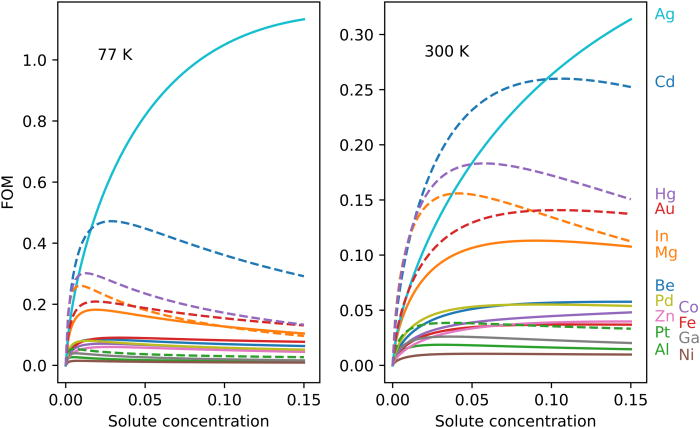 77 K
FOM
1.0
0.8
0.6
0.4
0.2
0.0
0.00 0.05 0.10 0.15
Solute concentration
300 K
0.30
0.25
0.20
0.15
0.10
0.05
0.00
0.00 0.05 0.10 0.15
Solute concentration
Ag
Cd
Hg
Au
In
Mg
Be
Pd
Co
Zn
Fe
Pt
Ga
Al
Ni